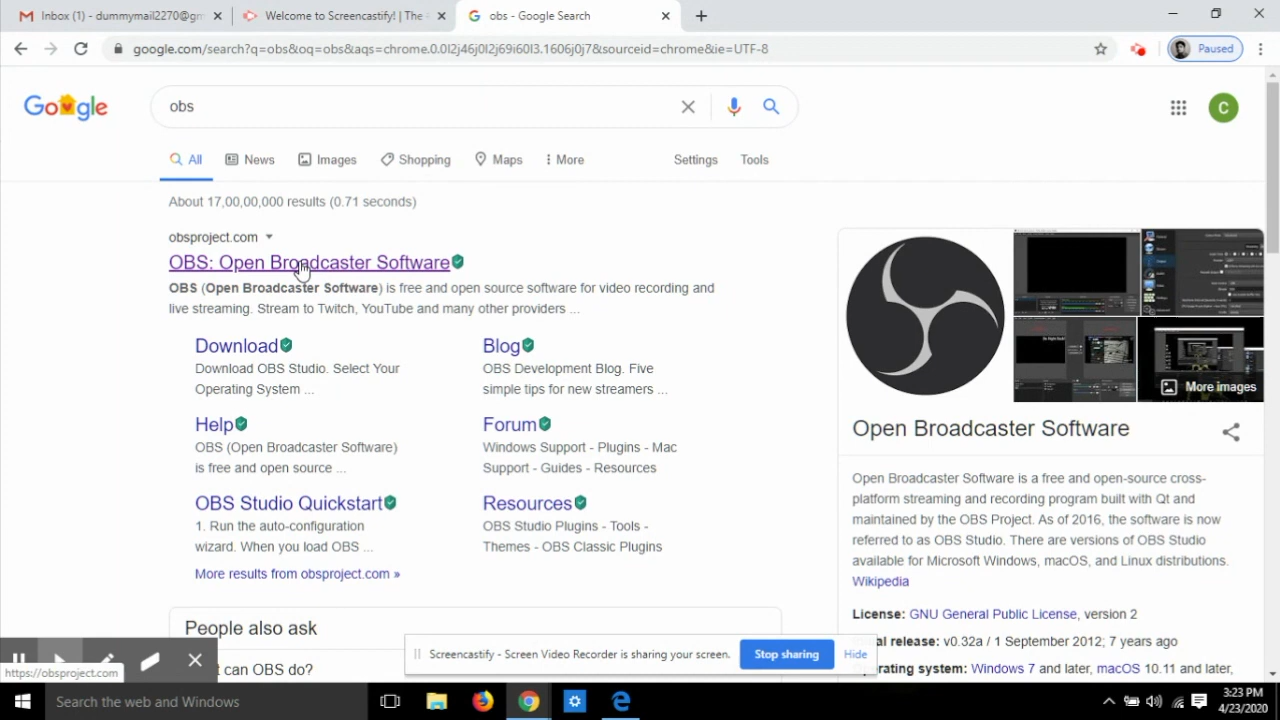 Inbox (1) - dummymail2270@gm
Welcome to Screencastify! | The
obs - Google Search
google.com/search?q=obs&oq=obs&aqs=chrome.0.0l2j46j0l2j69i60l3.1606j0j7&sourceid=chrome&ie=UTF-8
Paused
Google
obs
C
All
News
Images
Shopping
Maps
More
Settings
Tools
About 17,00,00,000 results (0.71 seconds)
obsproject.com
OBS: Open Broadcaster Software
OBS (Open Broadcaster Software) is free and open source software for video recording and
live streaming. Stream to Twitch, YouTube and many other providers ...
Download
Download OBS Studio. Select Your
Operating System ...
Blog
OBS Development Blog. Five
simple tips for new streamers ...
Help
OBS (Open Broadcaster Software)
is free and open source ...
Forum
Windows Support - Plugins - Mac
Support - Guides - Resources
OBS Studio Quickstart
1. Run the auto-configuration
wizard. When you load OBS ...
Resources
OBS Studio Plugins - Tools -
Themes - OBS Classic Plugins
More results from obsproject.com »
People also ask
can OBS do?
More images
Open Broadcaster Software
Open Broadcaster Software is a free and open-source cross-
platform streaming and recording program built with Qt and
maintained by the OBS Project. As of 2016, the software is now
referred to as OBS Studio. There are versions of OBS Studio
available for Microsoft Windows, macOS, and Linux distributions.
Wikipedia
License: GNU General Public License, version 2
release: v0.32a / 1 September 2012; 7 years ago
Operating system: Windows 7 and later, macOS 10.11 and later,
Screencastify - Screen Video Recorder is sharing your screen.
Stop sharing
Hide
https://obsproject.com
Search the web and Windows
3:23 PM
4/23/2020